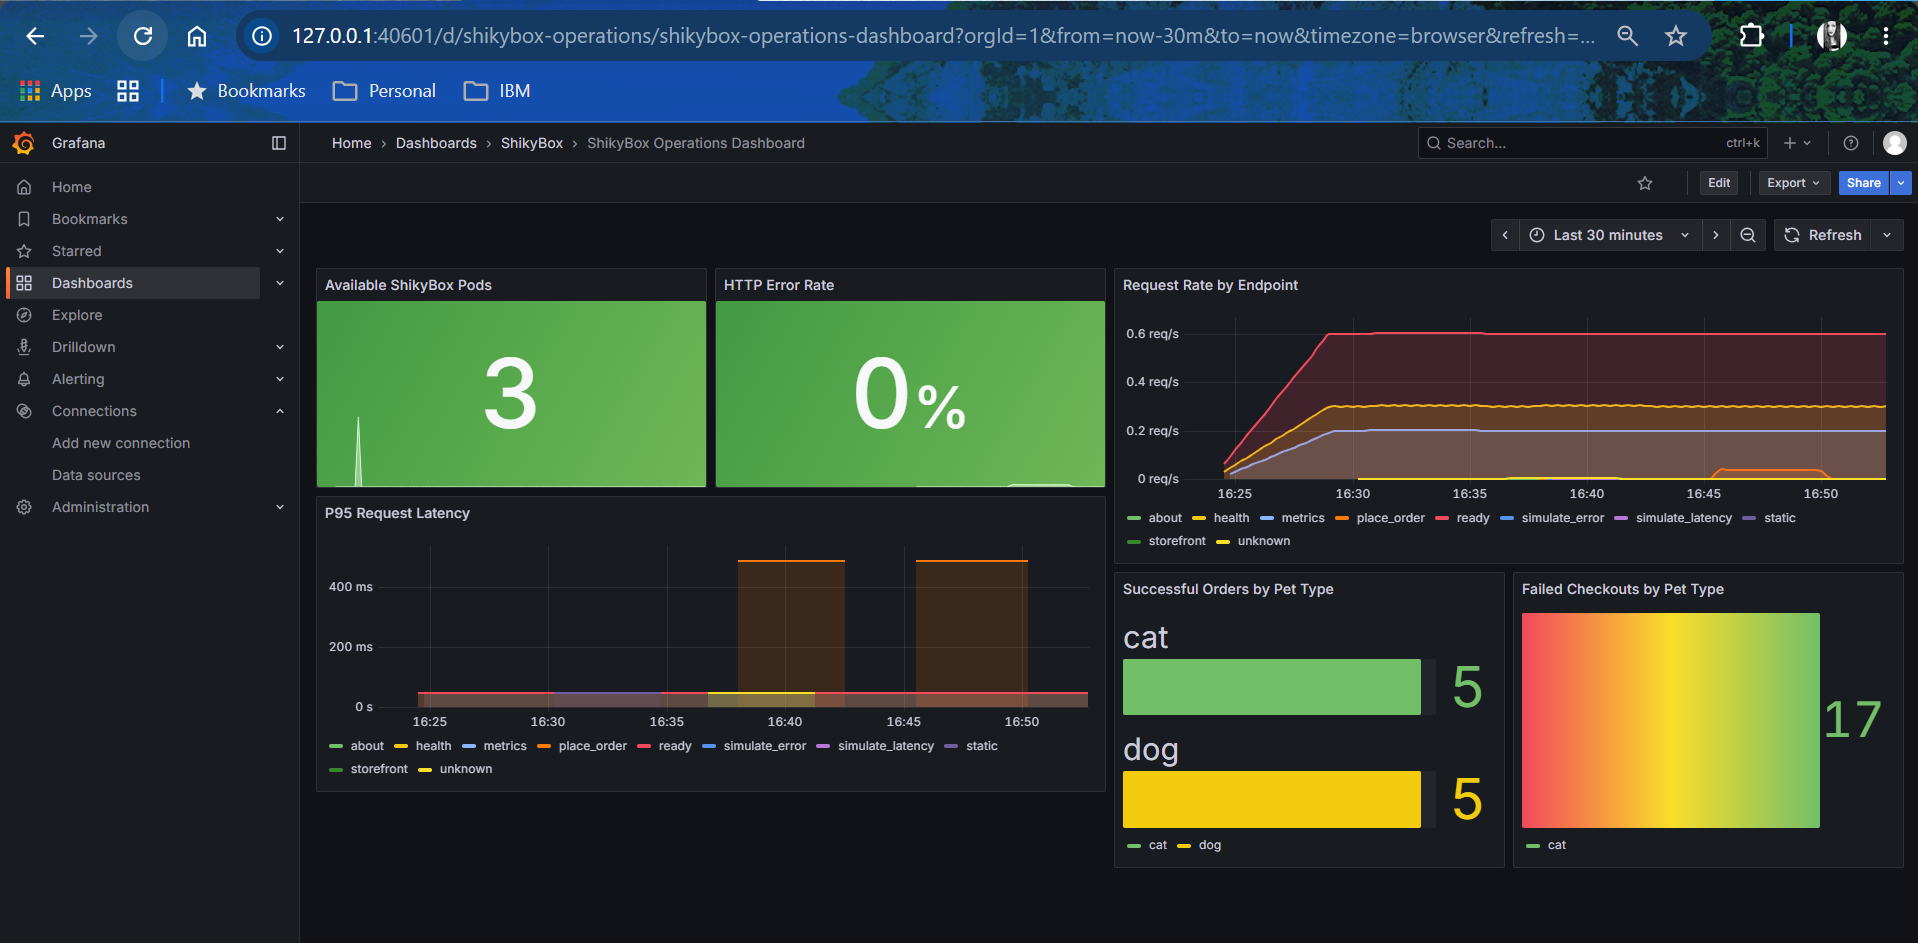 127.0.0.1:40601/d/shikybox-operations/shikybox-operations-dashboard?orgId=1&from=now-30m&to=now&timezone=browser&refresh=...
Apps Bookmarks Personal IBM
Grafana
Home › Dashboards › ShikyBox › ShikyBox Operations Dashboard
Search... ctrl+k
Home
Bookmarks
Starred
Dashboards
Explore
Drilldown
Alerting
Connections
Add new connection
Data sources
Administration
Edit Export Share
Last 30 minutes Refresh
Available ShikyBox Pods
3
HTTP Error Rate
0%
Request Rate by Endpoint
0.6 req/s
0.4 req/s
0.2 req/s
0 req/s
16:25 16:30 16:35 16:40 16:45 16:50
about health metrics place_order ready simulate_error simulate_latency static
storefront unknown
P95 Request Latency
400 ms
200 ms
0 s
16:25 16:30 16:35 16:40 16:45 16:50
about health metrics place_order ready simulate_error simulate_latency static
storefront unknown
Successful Orders by Pet Type
cat
5
dog
5
cat dog
Failed Checkouts by Pet Type
17
cat